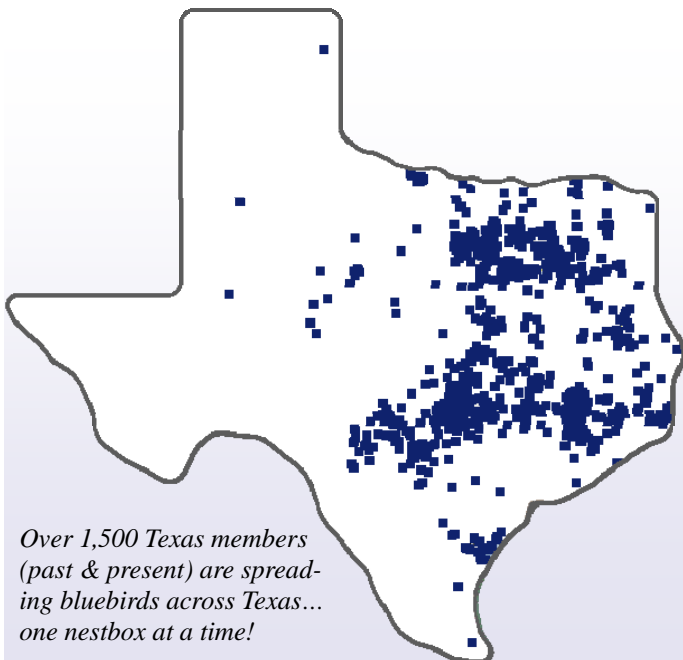 Over 1,500 Texas members
(past & present) are spread-
ing bluebirds across Texas…
one nestbox at a time!